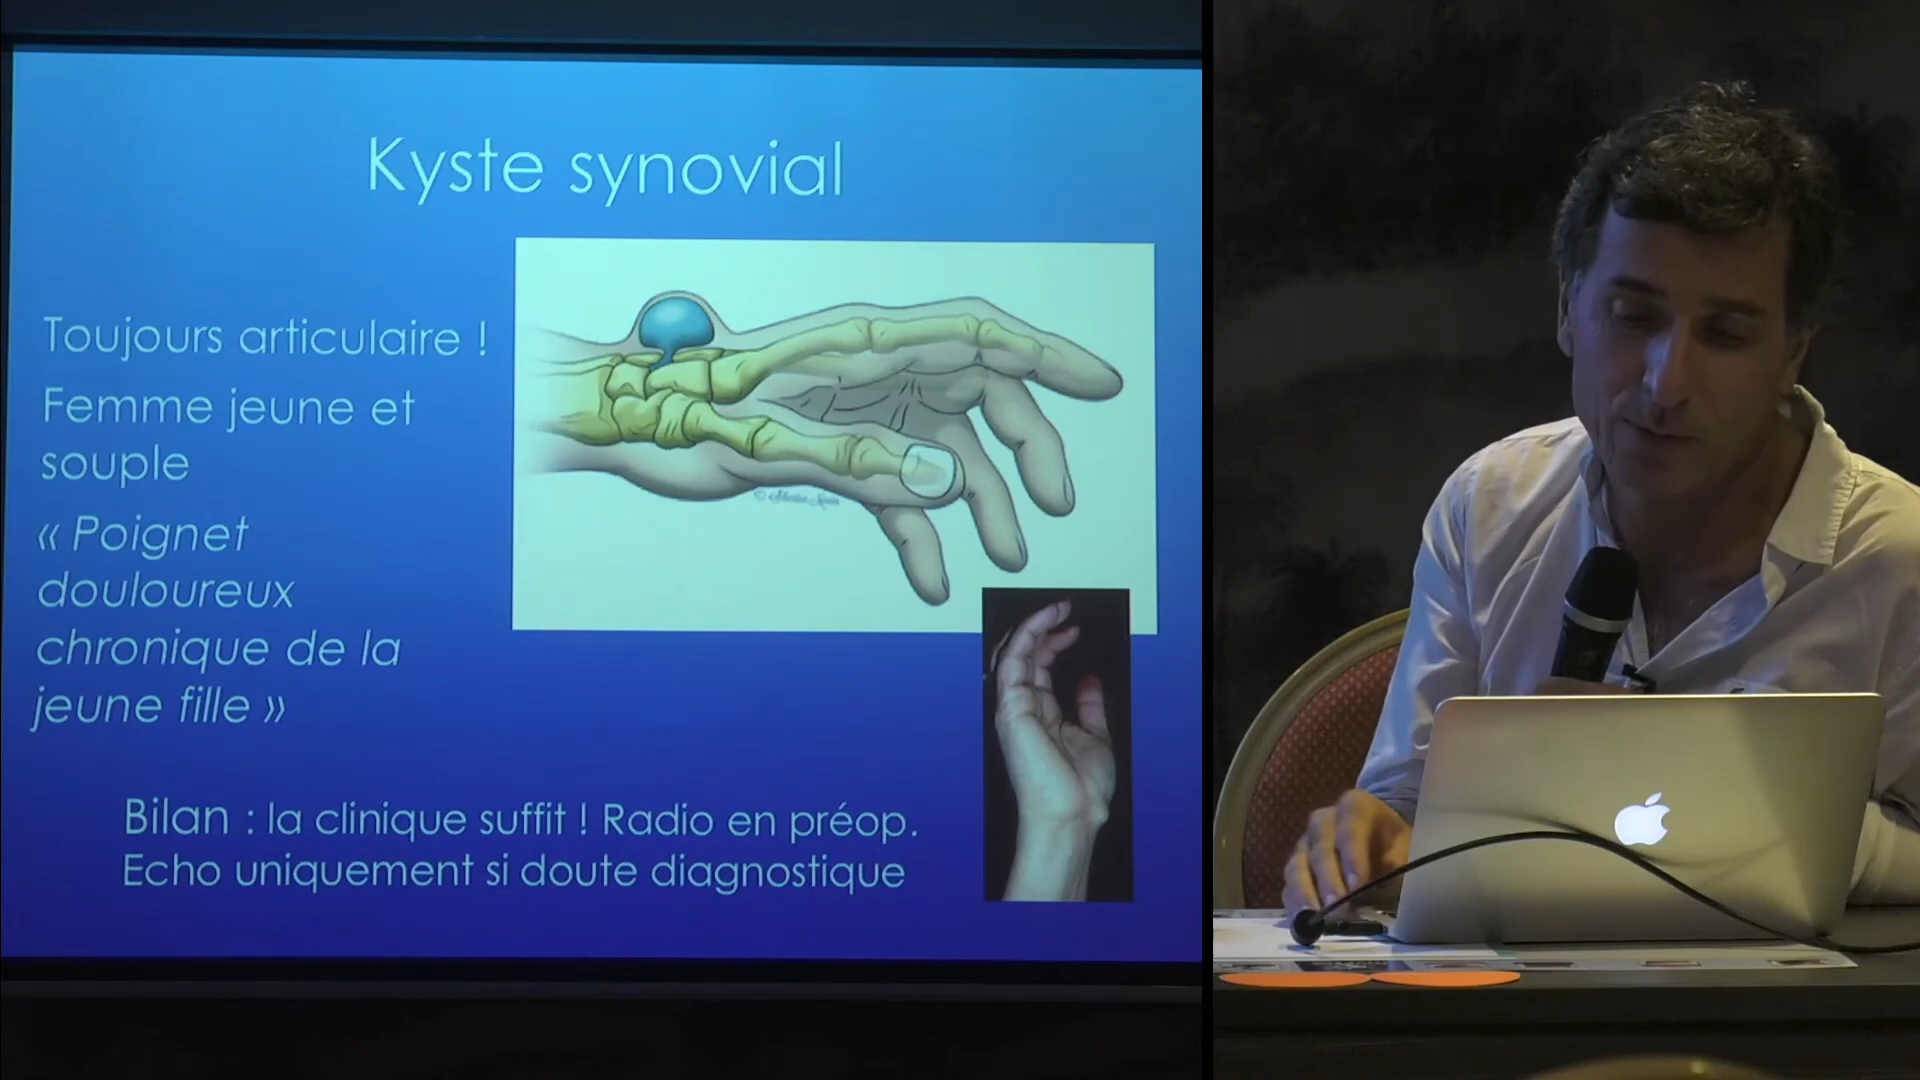 Kyste synovial
Toujours articulaire !
Femme jeune et
souple
« Poignet
douloureux
chronique de la
jeune fille »
Bilan : la clinique suffit ! Radio en préop.
Echo uniquement si doute diagnostique